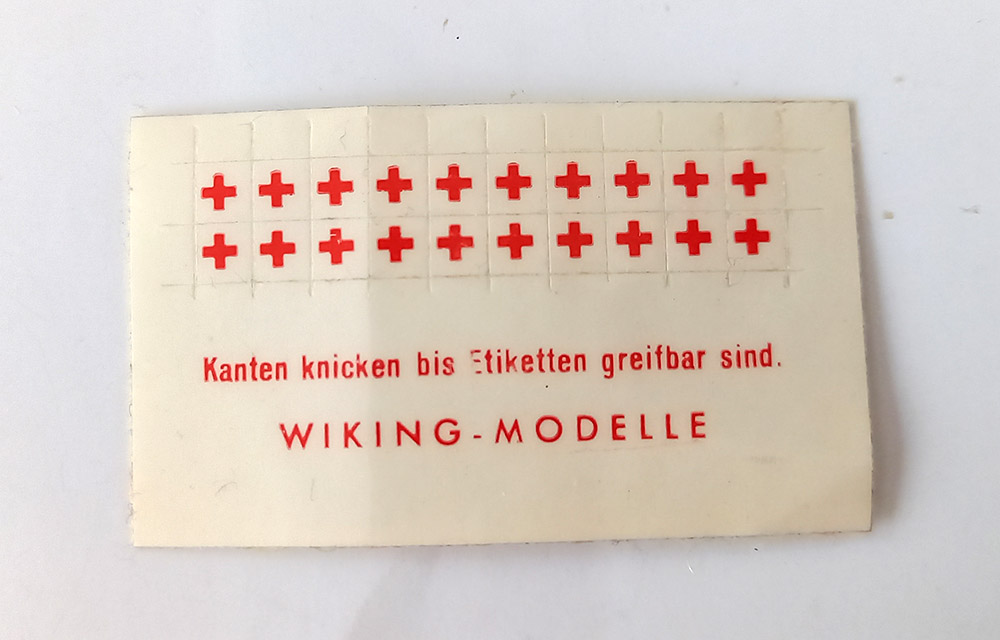 Kanten knicken bis Etiketten greifbar sind.
WIKING-MODELLE